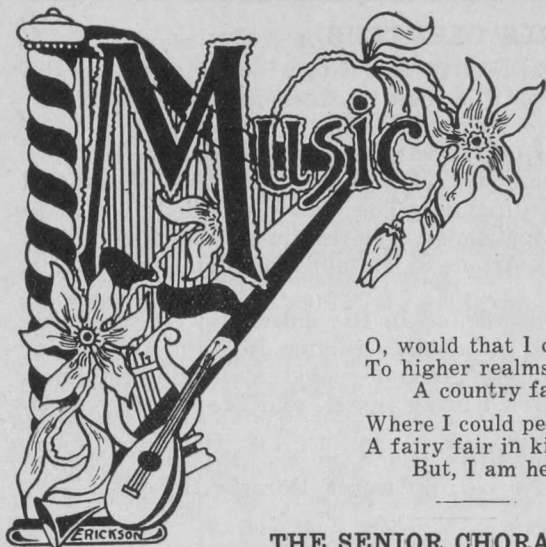 Music
O, would that I c
To higher realms
A country fa
Where I could pe
A fairy fair in ki
But, I am he
THE SENIOR CHORA
ERICKSON